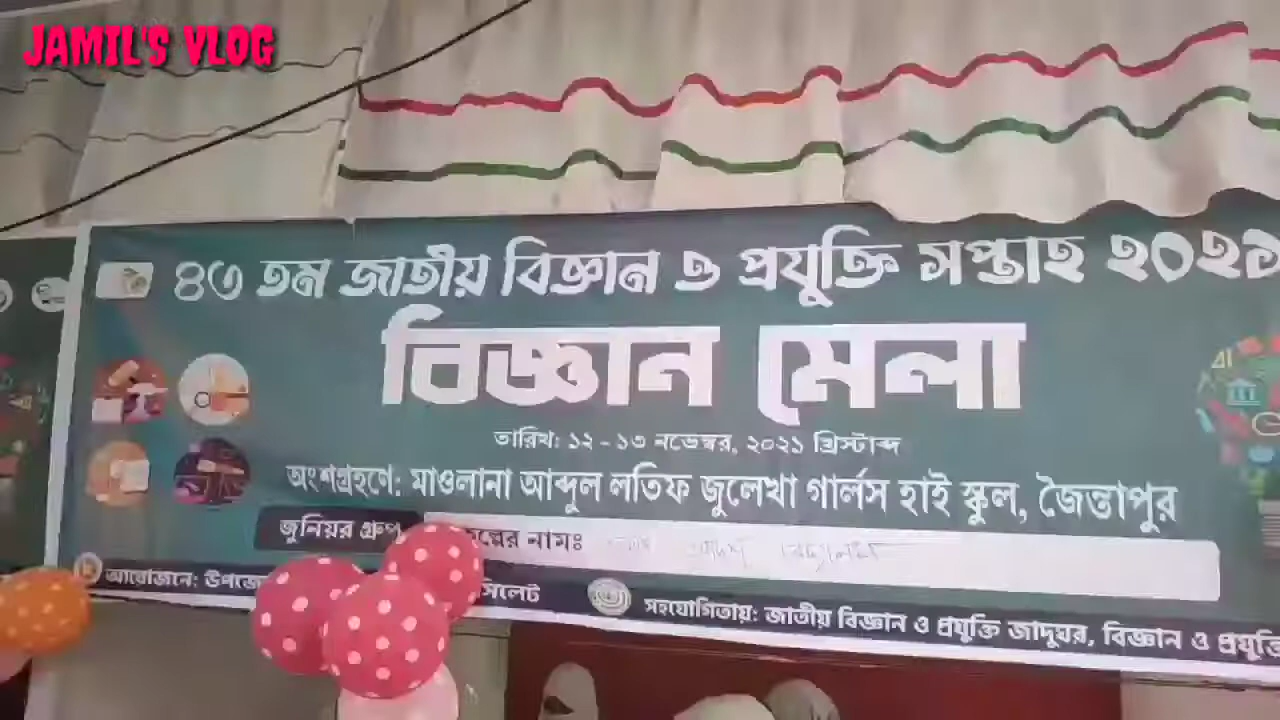 JAMIL'S VLOG
৪৩ তম জাতীয় বিজ্ঞান ও প্রযুক্তি সপ্তাহ ২০২১
বিজ্ঞান মেলা
তারিখ: ১২ - ১৩ নভেম্বর, ২০২১ খ্রিস্টাব্দ
অংশগ্রহণে: মাওলানা আব্দুল লতিফ জুলেখা গার্লস হাই স্কুল, জৈন্তাপুর
জুনিয়র গ্রুপ নামঃ
আয়োজনে: সিলেট সহযোগিতায়: জাতীয় বিজ্ঞান ও প্রযুক্তি জাদুঘর, বিজ্ঞান ও প্রযুক্তি